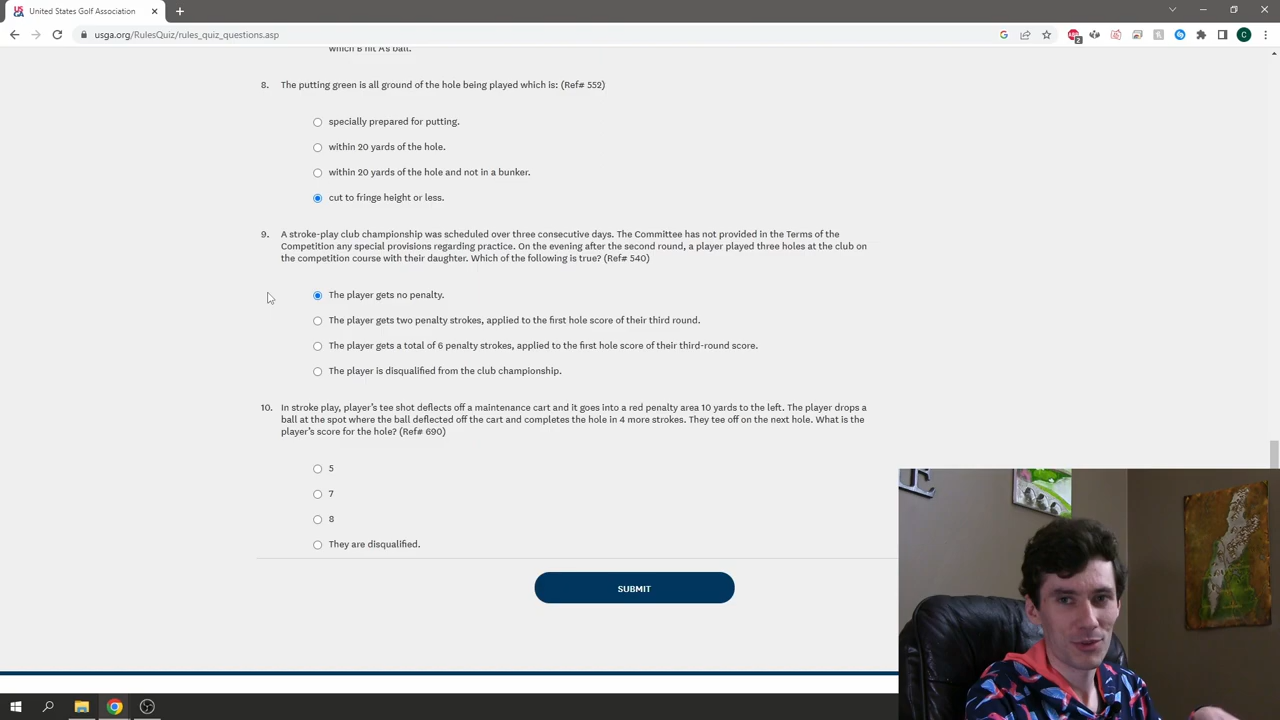 United States Golf Association
usga.org/RulesQuiz/rules_quiz_questions.asp
which B hit A's ball.
8. The putting green is all ground of the hole being played which is: (Ref# 552)
specially prepared for putting.
within 20 yards of the hole.
within 20 yards of the hole and not in a bunker.
cut to fringe height or less.
9. A stroke-play club championship was scheduled over three consecutive days. The Committee has not provided in the Terms of the
Competition any special provisions regarding practice. On the evening after the second round, a player played three holes at the club on
the competition course with their daughter. Which of the following is true? (Ref# 540)
The player gets no penalty.
The player gets two penalty strokes, applied to the first hole score of their third round.
The player gets a total of 6 penalty strokes, applied to the first hole score of their third-round score.
The player is disqualified from the club championship.
10. In stroke play, player’s tee shot deflects off a maintenance cart and it goes into a red penalty area 10 yards to the left. The player drops a
ball at the spot where the ball deflected off the cart and completes the hole in 4 more strokes. They tee off on the next hole. What is the
player’s score for the hole? (Ref# 690)
5
7
8
They are disqualified.
SUBMIT